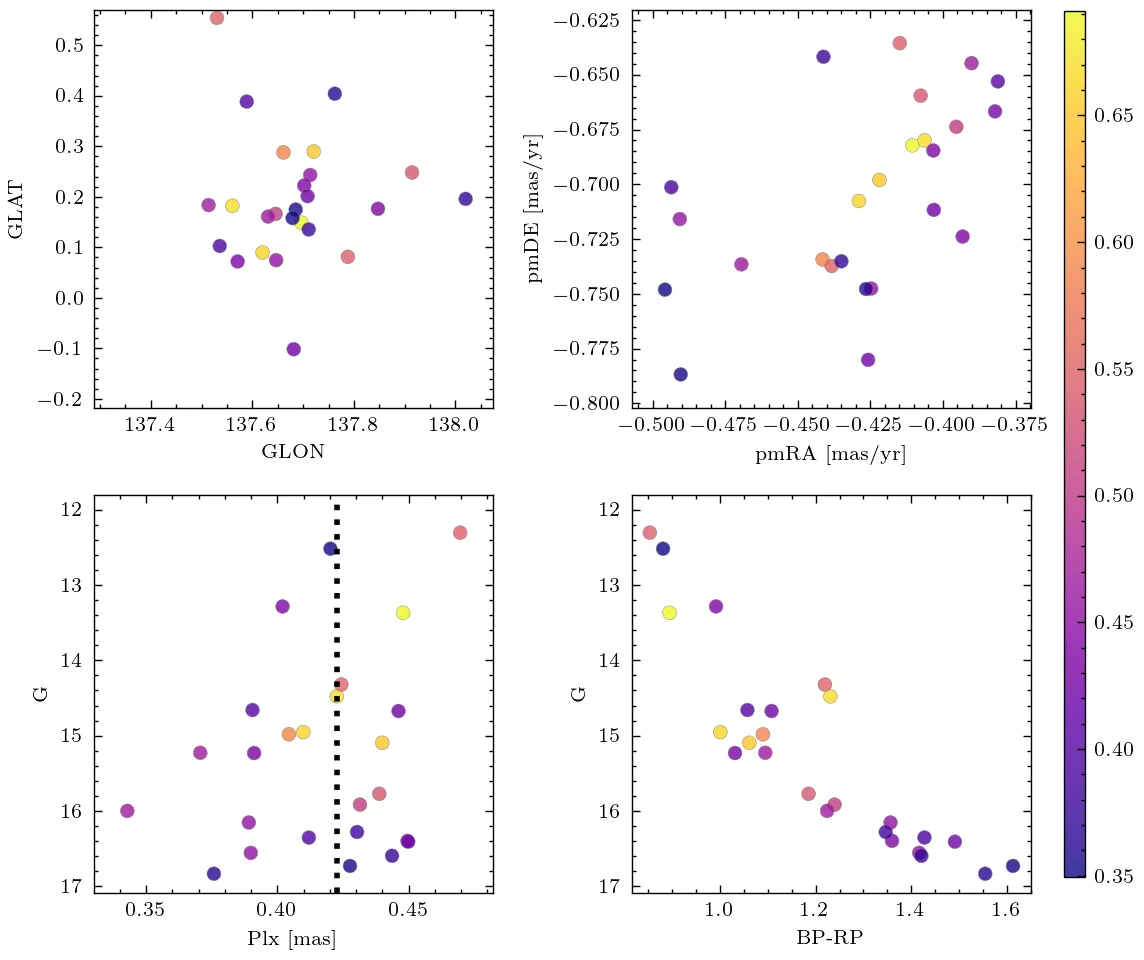 0.5
0.4
0.3
0.2
0.1
0.0
−0.1
−0.2
GLAT
137.4 137.6 137.8 138.0
GLON
−0.625
−0.650
−0.675
−0.700
−0.725
−0.750
−0.775
−0.800
pmDE [mas/yr]
−0.500 −0.475 −0.450 −0.425 −0.400 −0.375
pmRA [mas/yr]
12
13
14
15
16
17
G
0.35 0.40 0.45
Plx [mas]
12
13
14
15
16
17
G
1.0 1.2 1.4 1.6
BP-RP
0.65
0.60
0.55
0.50
0.45
0.40
0.35